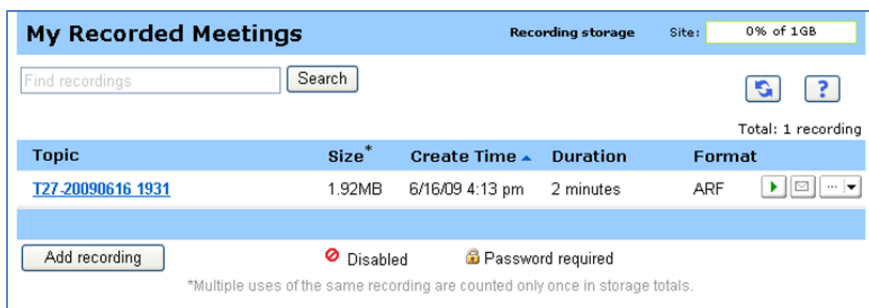 My Recorded Meetings Recording storage Site: 0% of 1GB
Find recordings Search
?
Total: 1 recording
Topic Size* Create Time Duration Format
T27-20090616 1931 1.92MB 6/16/09 4:13 pm 2 minutes ARF ...
Add recording Disabled Password required
*Multiple uses of the same recording are counted only once in storage totals.